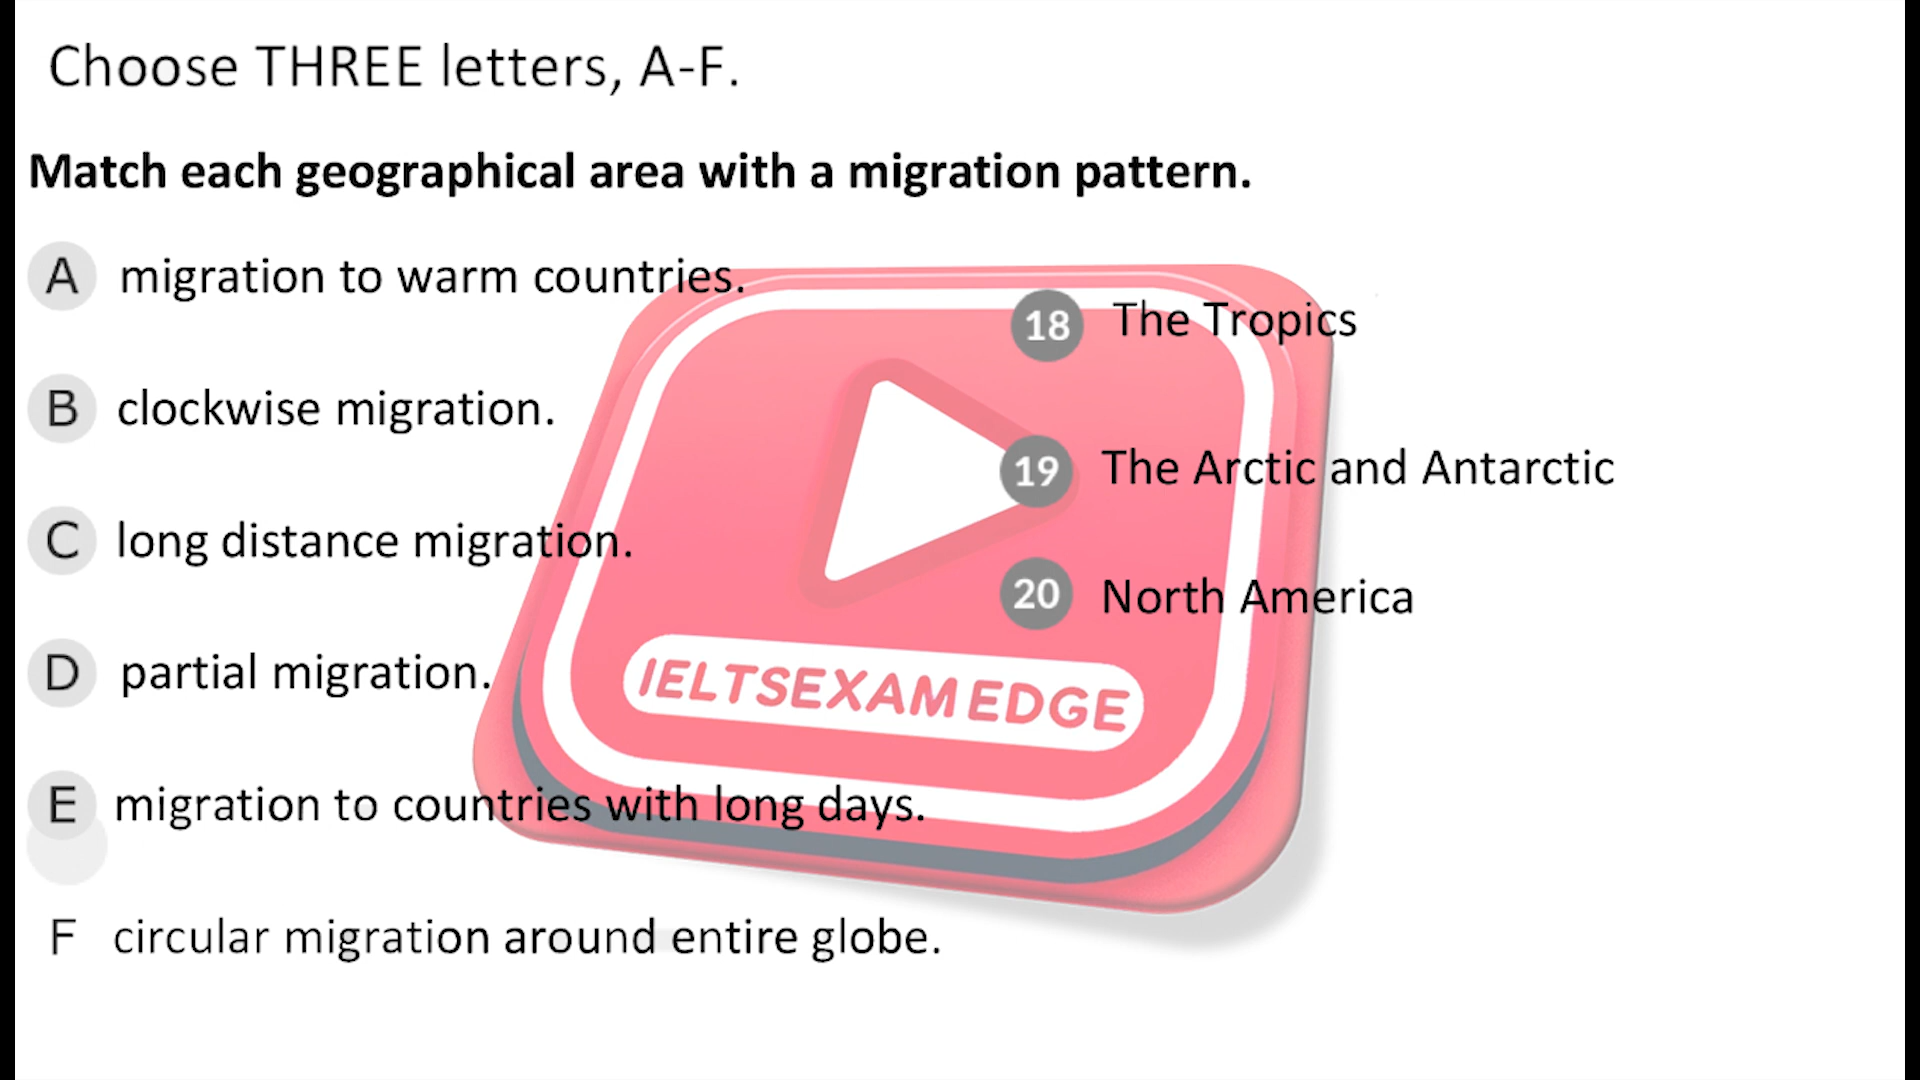 Choose THREE letters, A-F.
Match each geographical area with a migration pattern.
A migration to warm countries.
B clockwise migration.
C long distance migration.
D partial migration.
E migration to countries with long days.
F circular migration around entire globe.
18 The Tropics
19 The Arctic and Antarctic
20 North America
IELTSEXAMEDGE